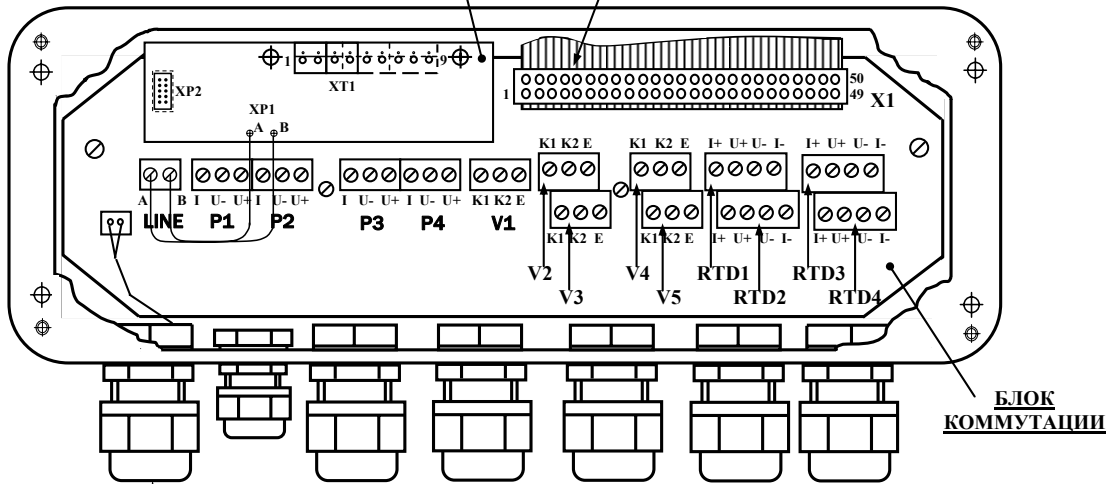 1 19
XT1
XP2
XP1
A B
50
1 49 X1
K1 K2 E K1 K2 E I+ U+ U- I- I+ U+ U- I-
A B I U- U+ I U- U+ I U- U+ I U- U+ K1 K2 E
LINE P1 P2 P3 P4 V1
K1 K2 E K1 K2 E I+ U+ U- I- I+ U+ U- I-
V2 V4 RTD1 RTD3
V3 V5 RTD2 RTD4
БЛОК
КОММУТАЦИИ